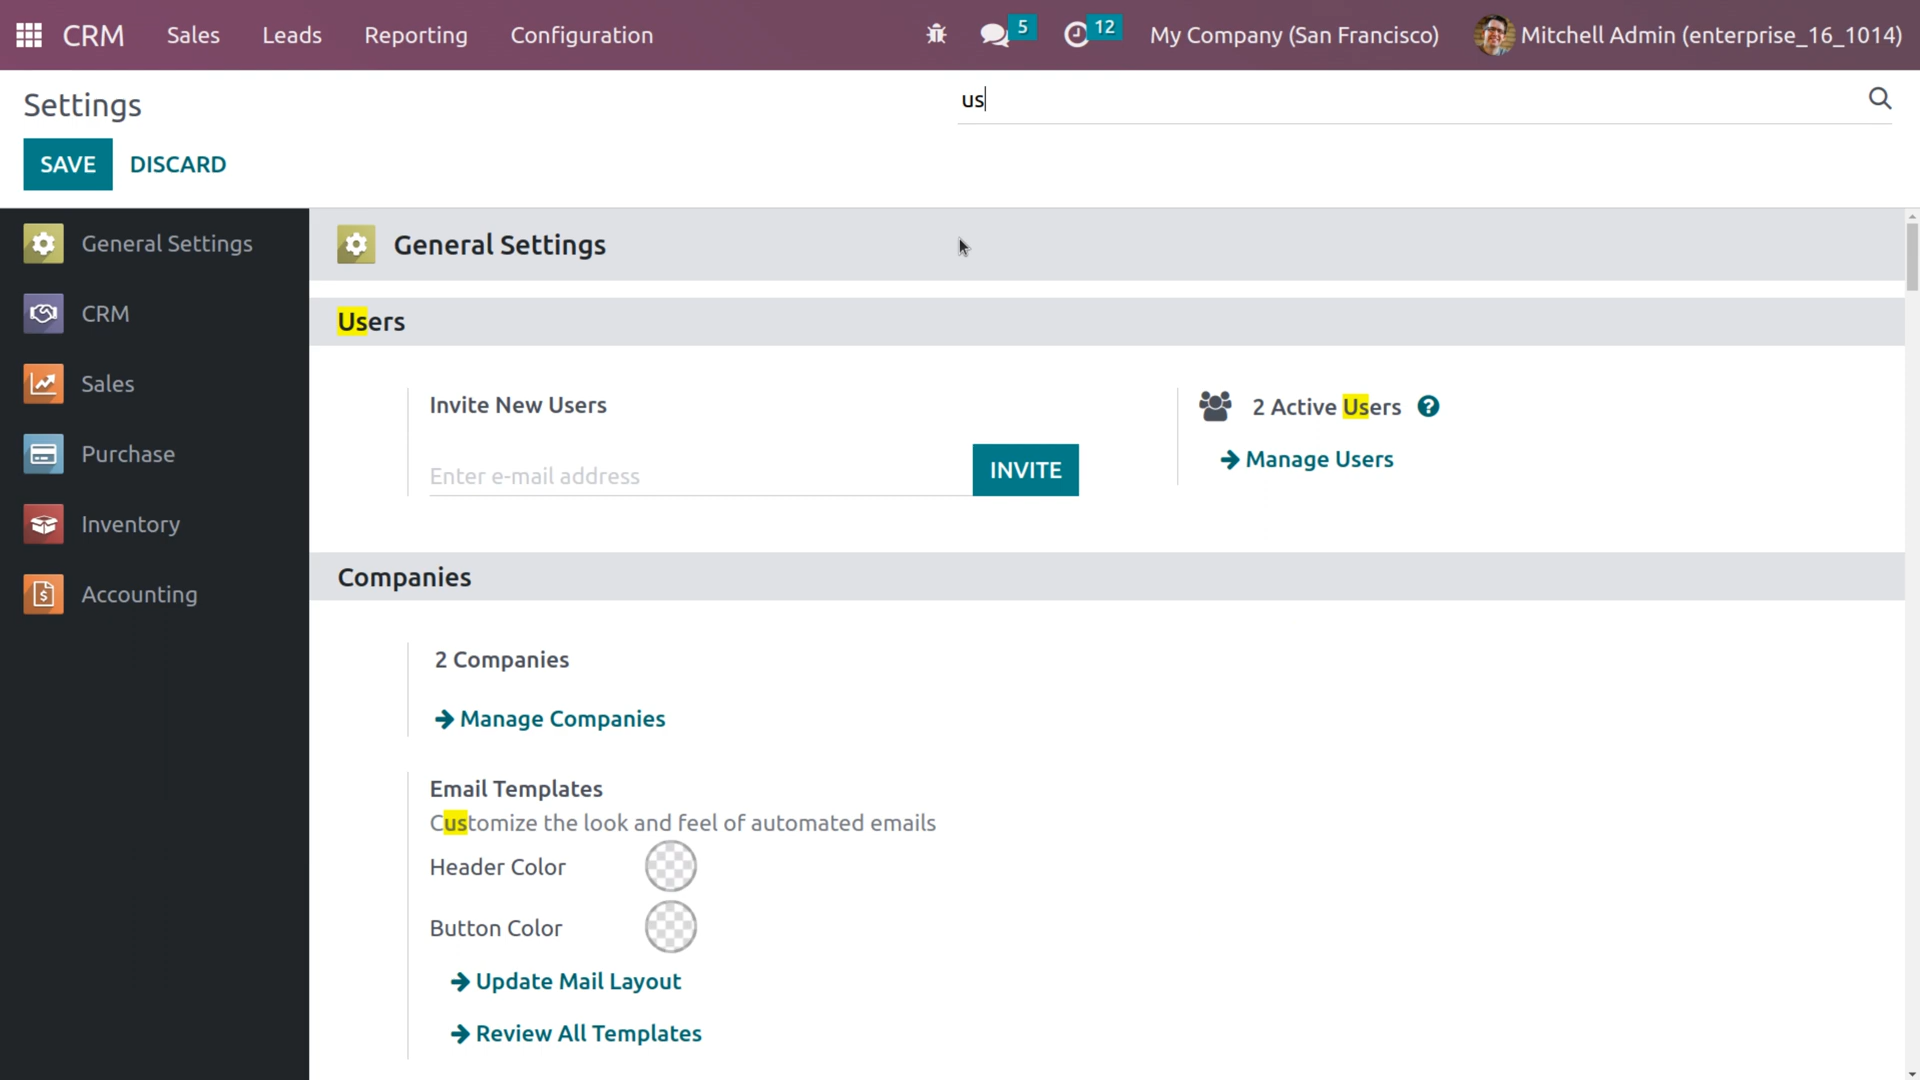 CRM Sales Leads Reporting Configuration 5 12 My Company (San Francisco) Mitchell Admin (enterprise_16_1014)
Settings
us
SAVE DISCARD
General Settings
CRM
Sales
Purchase
Inventory
Accounting
General Settings
Users
Invite New Users
Enter e-mail address
INVITE
2 Active Users ?
Manage Users
Companies
2 Companies
Manage Companies
Email Templates
Customize the look and feel of automated emails
Header Color
Button Color
Update Mail Layout
Review All Templates